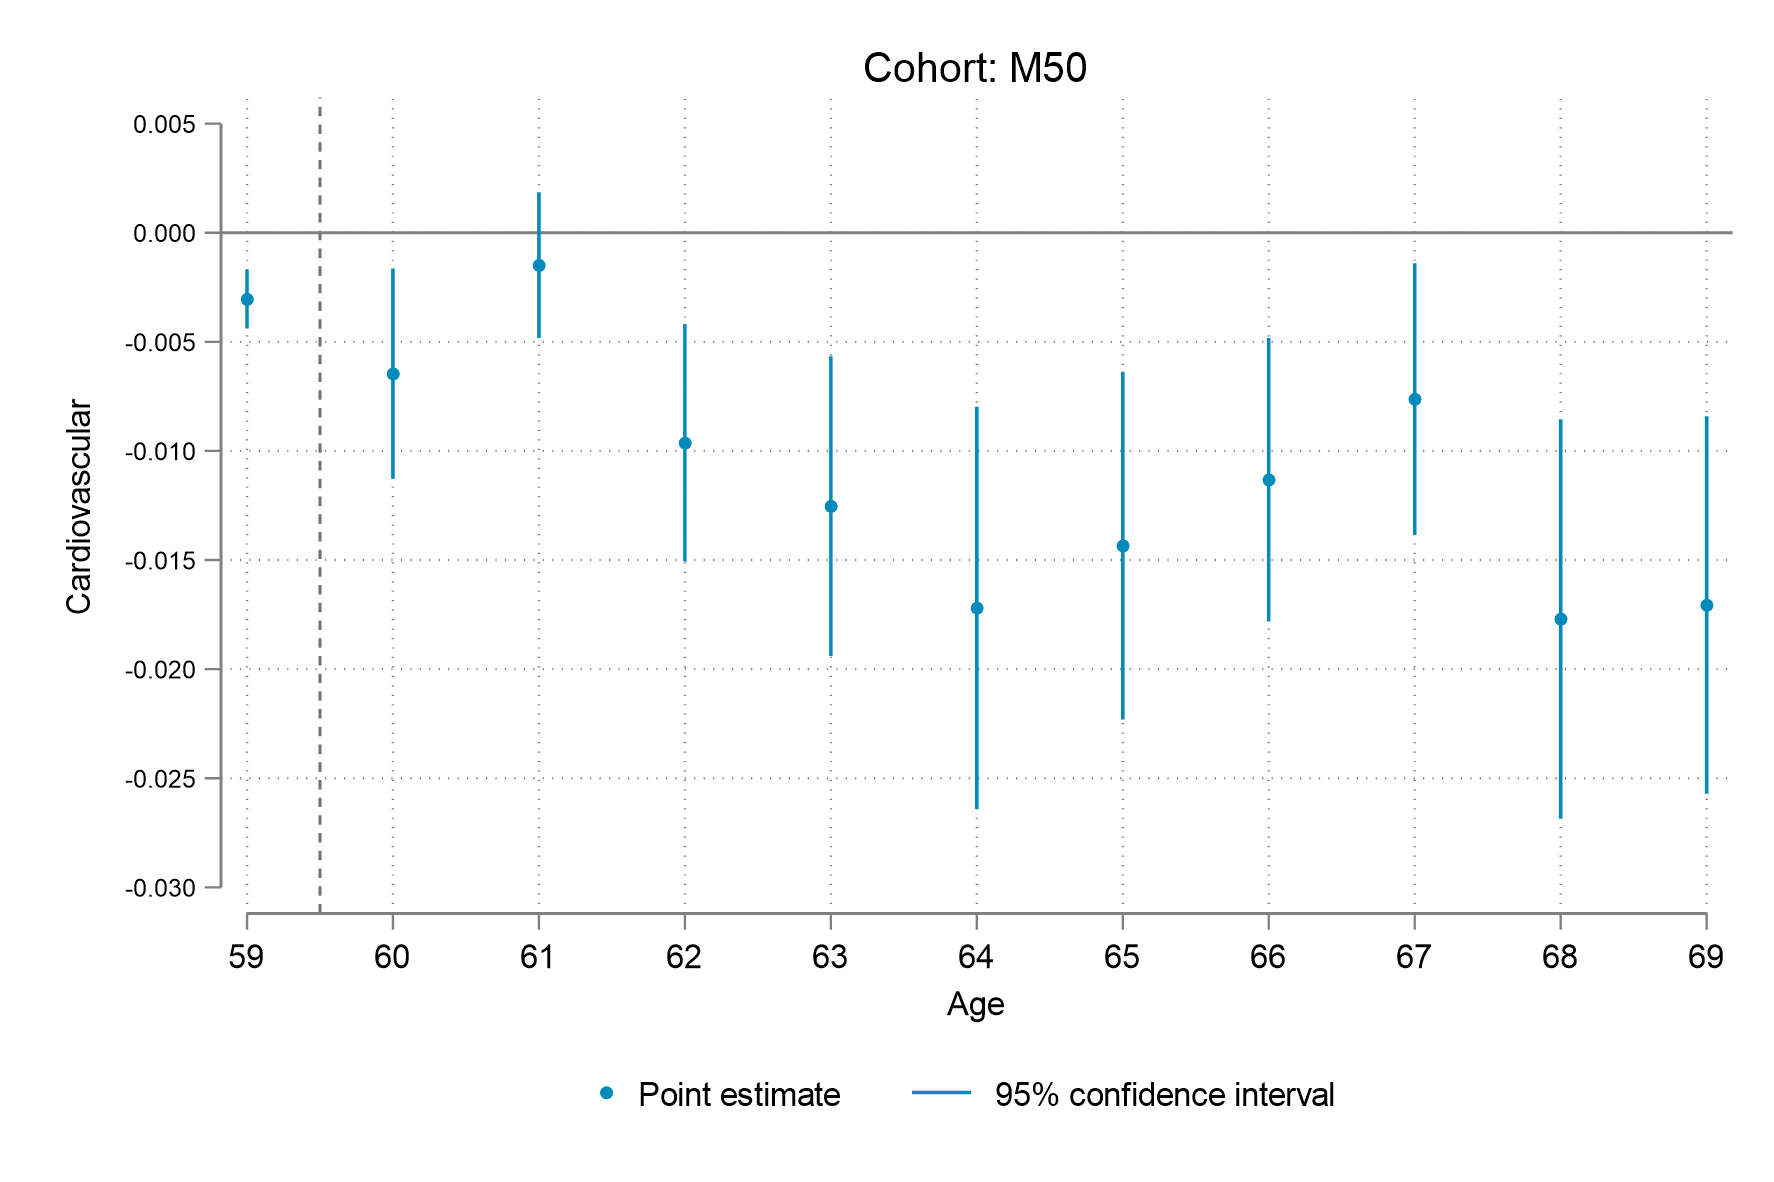 Cohort: M50
0.005
0.000
-0.005
-0.010
-0.015
-0.020
-0.025
-0.030
Cardiovascular
59 60 61 62 63 64 65 66 67 68 69
Age
Point estimate 95% confidence interval